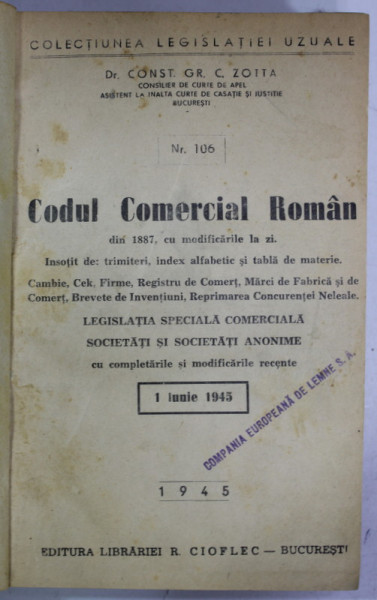 COLECȚIUNEA LEGISLAȚIEI UZUALE
Dr. CONST. GR. C. ZOTTA
CONSILIER DE CURTE DE APEL
ASISTENT LA INALTA CURTE DE CASAȚIE ȘI JUSTIȚIE
BUCUREȘTI
Nr. 106
Codul Comercial Român
din 1887, cu modificările la zi.
Insoțit de: trimiteri, index alfabetic și tablă de materie.
Cambie, Cek, Firme, Registru de Comerț, Mărci de Fabrică și de
Comerț, Brevete de Invențiuni, Reprimarea Concurenței Neleale.
LEGISLAȚIA SPECIALĂ COMERCIALĂ
SOCIETĂȚI ȘI SOCIETĂȚI ANONIME
cu completările și modificările recente
1 Iunie 1945
COMPANIA EUROPEANĂ DE LEMNE S. A.
1945
EDITURA LIBRĂRIEI R. CIOFLEC — BUCUREȘTI